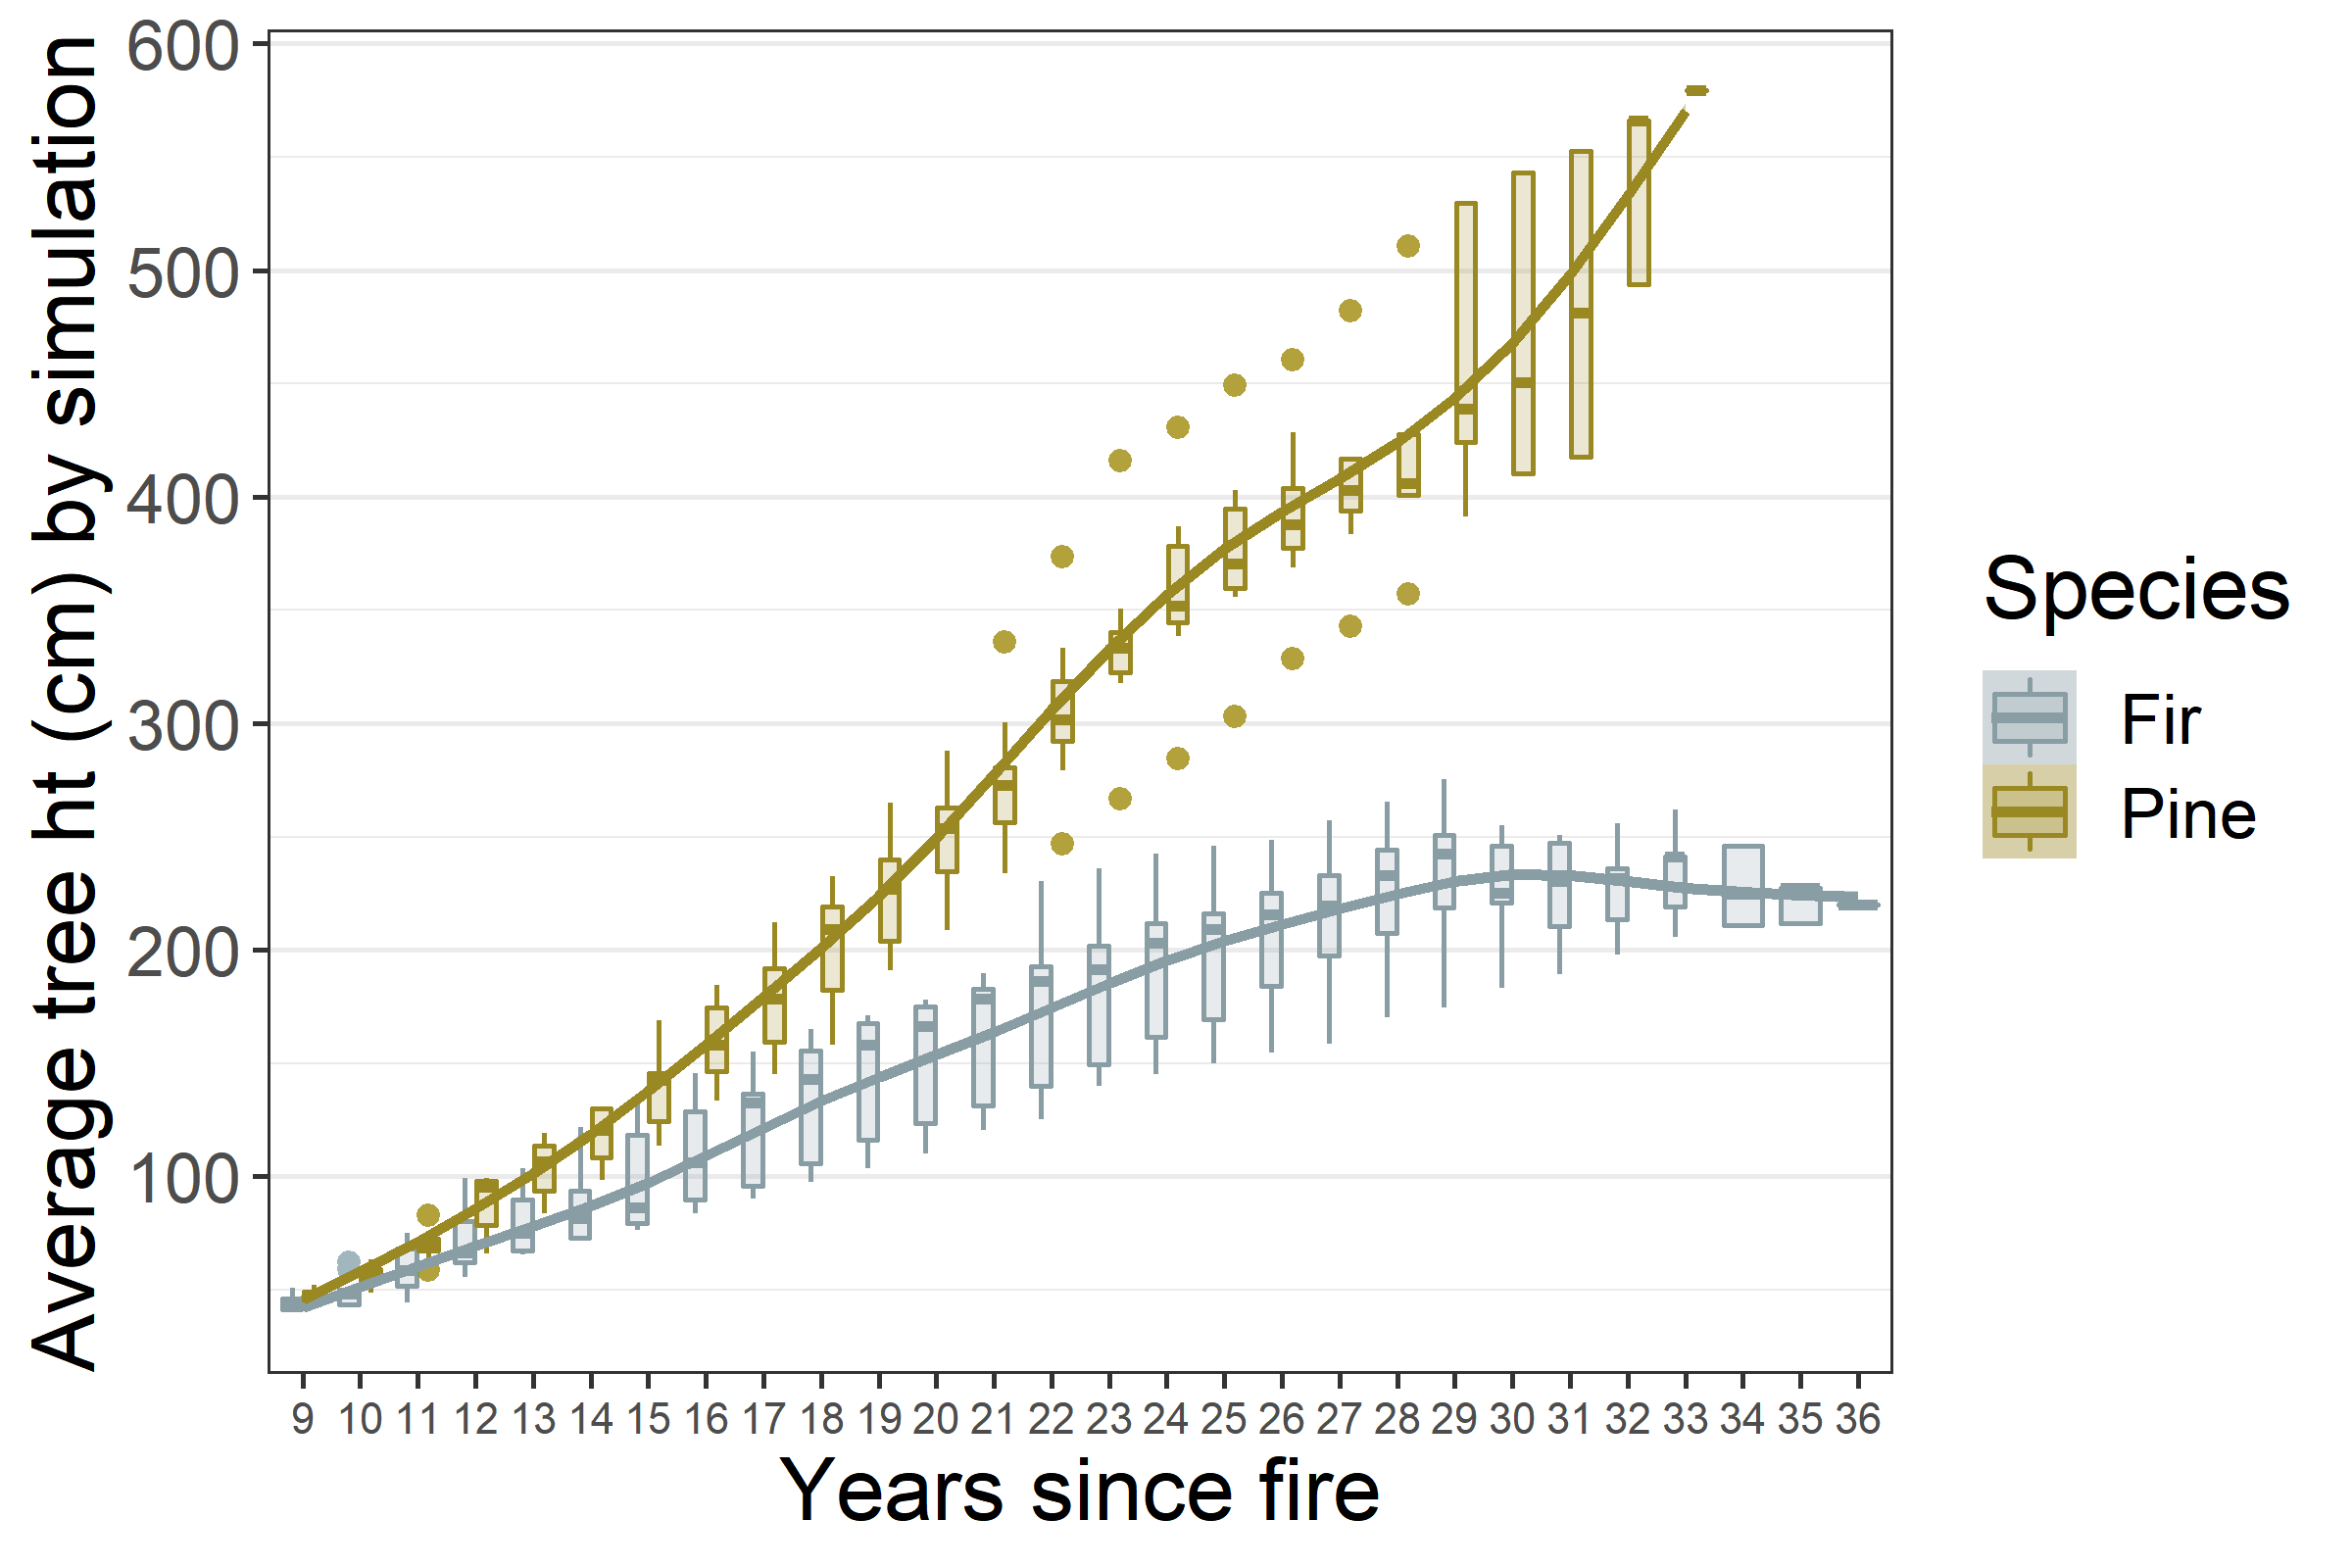 Average tree ht (cm) by simulation
600
500
400
300
200
100
9 10 11 12 13 14 15 16 17 18 19 20 21 22 23 24 25 26 27 28 29 30 31 32 33 34 35 36
Years since fire
Species
Fir
Pine